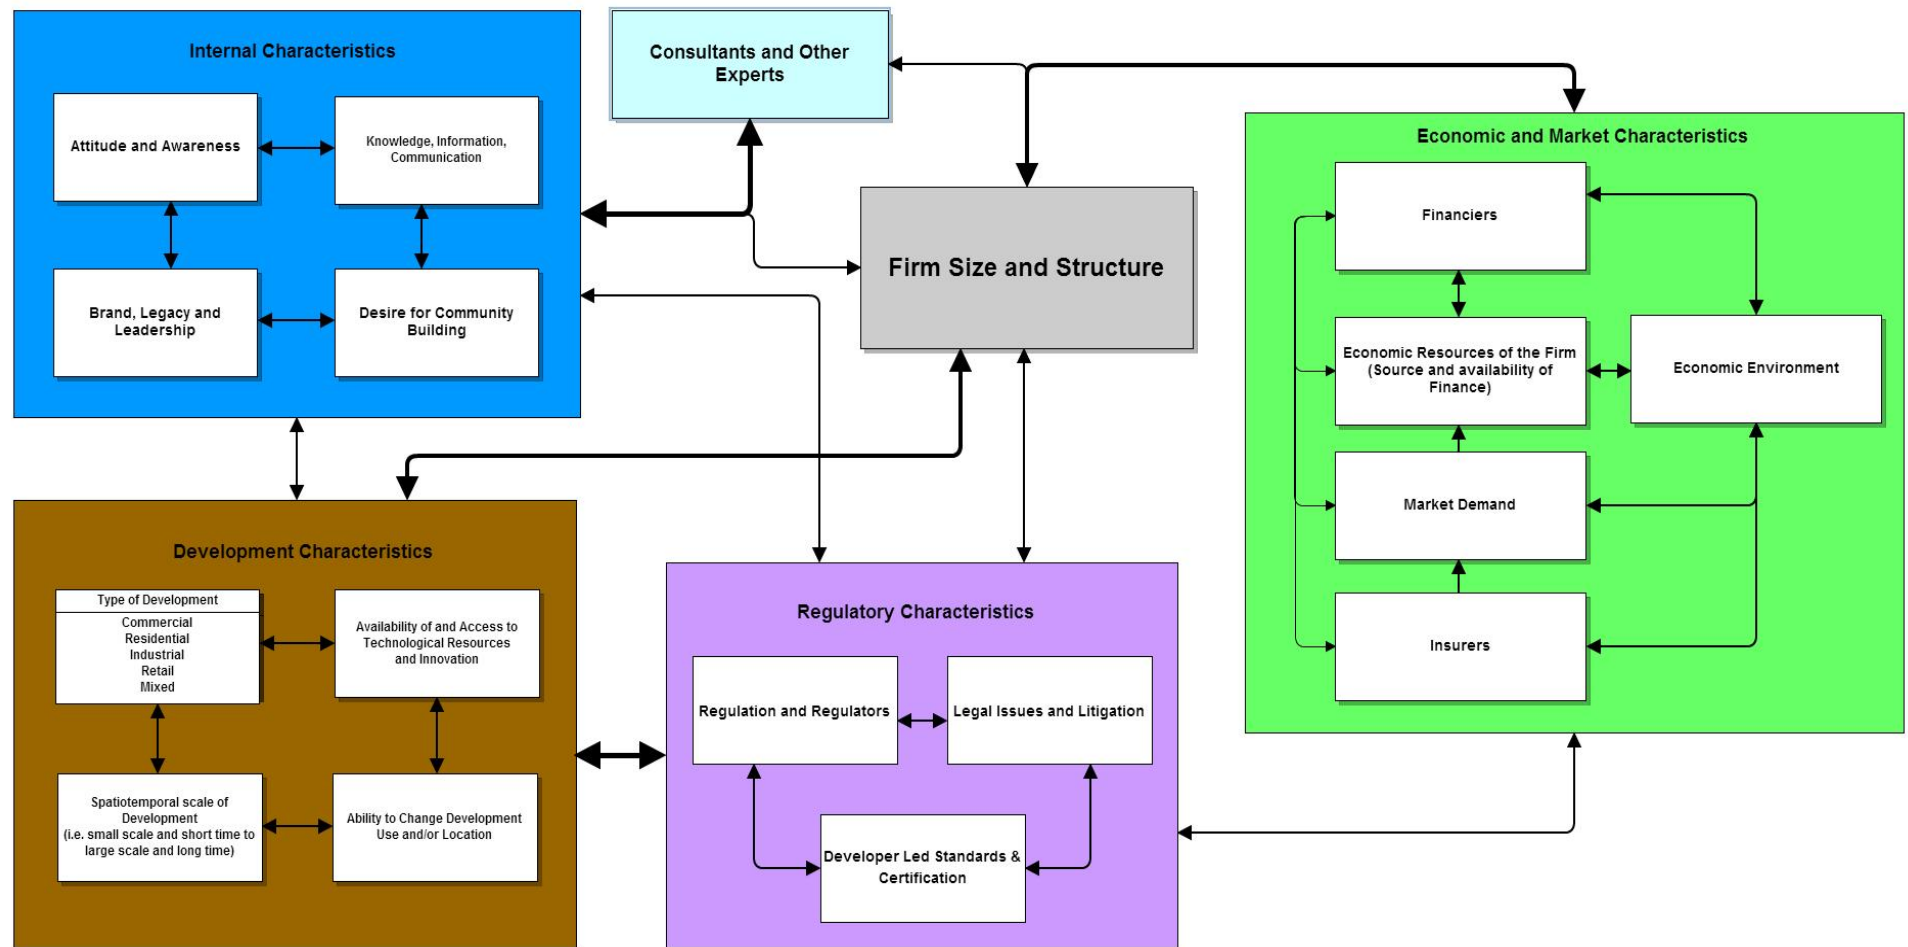 Internal Characteristics
Attitude and Awareness
Knowledge, Information,
Communication
Brand, Legacy and
Leadership
Desire for Community
Building
Consultants and Other
Experts
Firm Size and Structure
Economic and Market Characteristics
Financiers
Economic Resources of the Firm
(Source and availability of
Finance)
Economic Environment
Market Demand
Insurers
Development Characteristics
Type of Development
Commercial
Residential
Industrial
Retail
Mixed
Availability of and Access to
Technological Resources
and Innovation
Spatiotemporal scale of
Development
(i.e. small scale and short time to
large scale and long time)
Ability to Change Development
Use and/or Location
Regulatory Characteristics
Regulation and Regulators
Legal Issues and Litigation
Developer Led Standards &
Certification